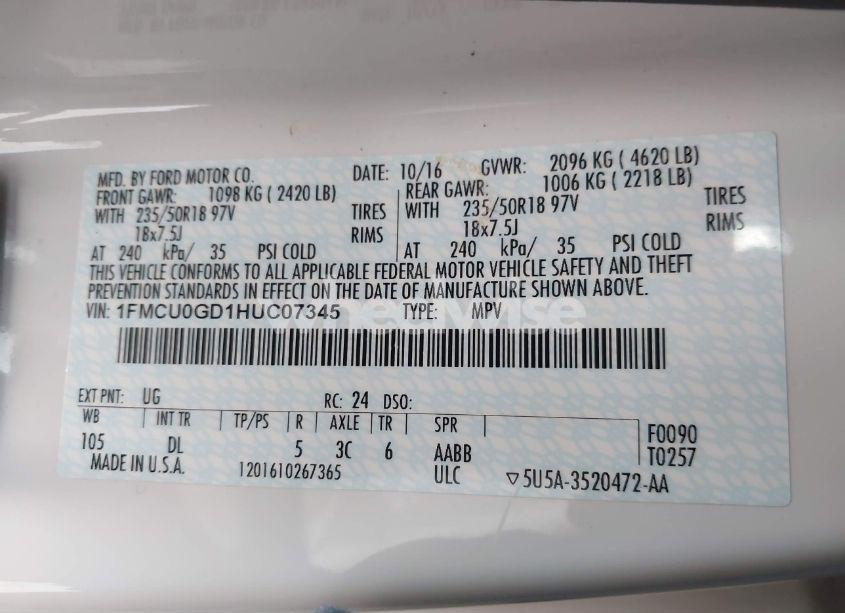 MFD. BY FORD MOTOR CO. DATE: 10/16 GVWR: 2096 KG ( 4620 LB)
FRONT GAWR: 1098 KG ( 2420 LB) REAR GAWR: 1006 KG ( 2218 LB)
WITH 235/50R18 97V TIRES WITH 235/50R18 97V TIRES
18x7.5J RIMS 18x7.5J RIMS
AT 240 kPa/ 35 PSI COLD AT 240 kPa/ 35 PSI COLD
THIS VEHICLE CONFORMS TO ALL APPLICABLE FEDERAL MOTOR VEHICLE SAFETY AND THEFT
PREVENTION STANDARDS IN EFFECT ON THE DATE OF MANUFACTURE SHOWN ABOVE.
VIN: 1FMCU0GD1HUC07345 TYPE: MPV
EXT PNT: UG RC: 24 DSO:
WB INT TR TP/PS R AXLE TR SPR
105 DL 5 3C 6 AABB F0090
T0257
MADE IN U.S.A. 1201610267365 ULC ▽5U5A-3520472-AA